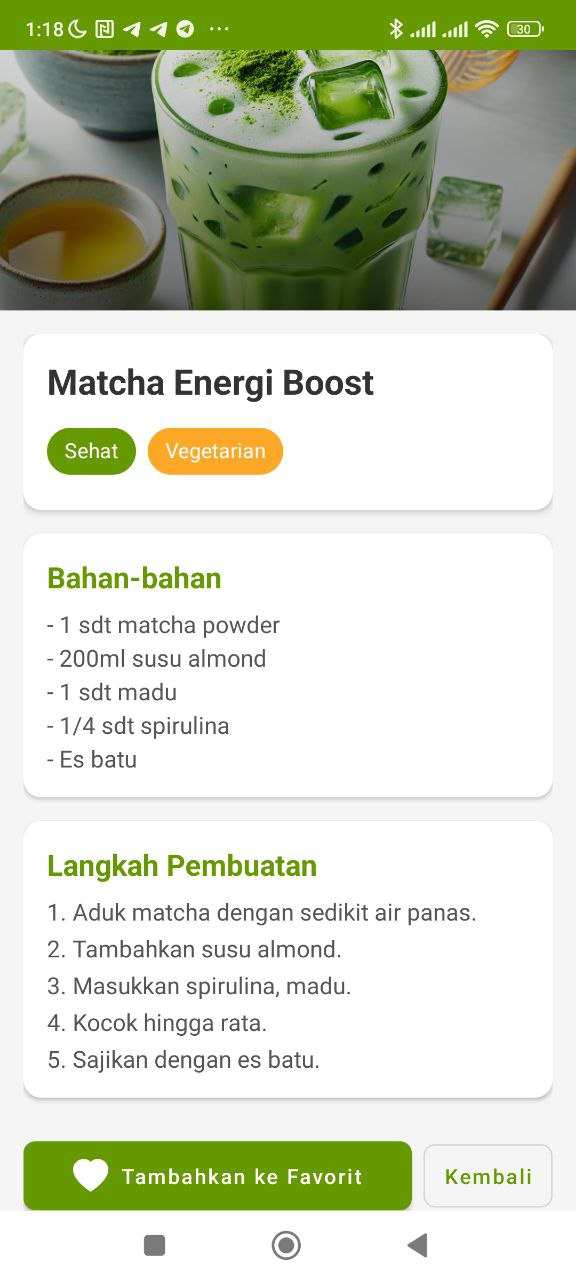 1:18
30
Matcha Energi Boost
Sehat
Vegetarian
Bahan-bahan
- 1 sdt matcha powder
- 200ml susu almond
- 1 sdt madu
- 1/4 sdt spirulina
- Es batu
Langkah Pembuatan
1. Aduk matcha dengan sedikit air panas.
2. Tambahkan susu almond.
3. Masukkan spirulina, madu.
4. Kocok hingga rata.
5. Sajikan dengan es batu.
Tambahkan ke Favorit
Kembali